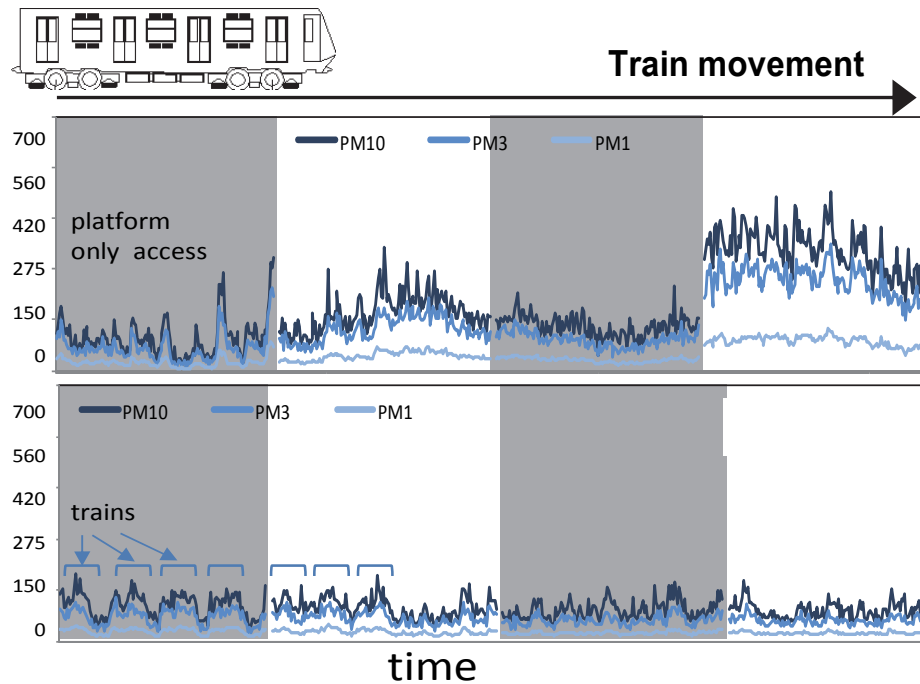 Train movement
700
560
420
275
150
0
PM10 PM3 PM1
platform
only access
700
560
420
275
150
0
PM10 PM3 PM1
trains
time